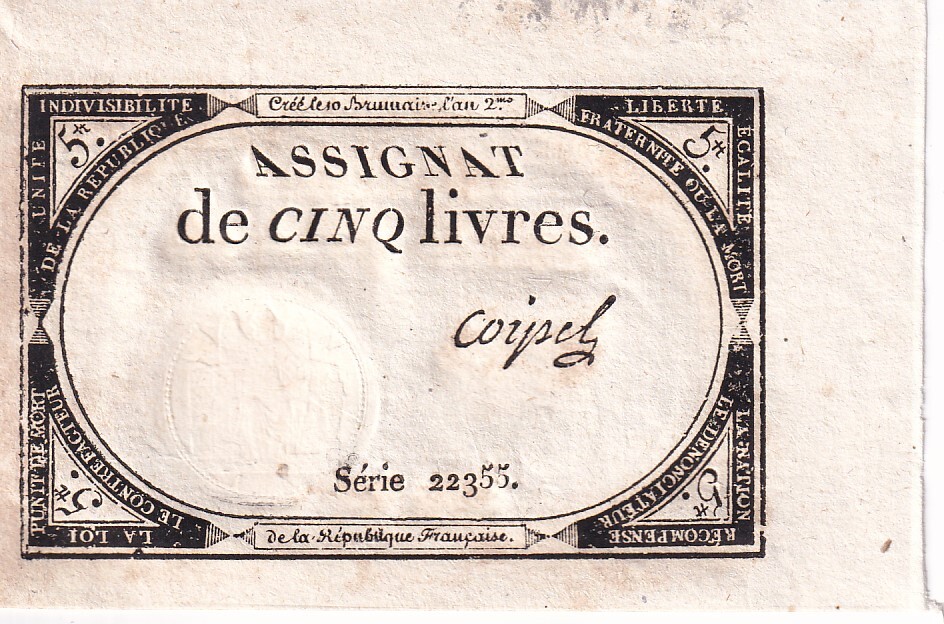 INDIVISIBILITE
Créé le 10 Brumaire l'an 2.me
LIBERTE
UNITE
DE LA REPUBLIQUE
FRATERNITE OU LA MORT
EGALITE
5.
5.
ASSIGNAT
de CINQ livres.
Coipel
Série 22355.
PUNIT DE MORT
LE CONTREFACTEUR
LE DENONCIATEUR
LA NATION
5.
5.
LA LOI
de la République Française.
RÉCOMPENSE